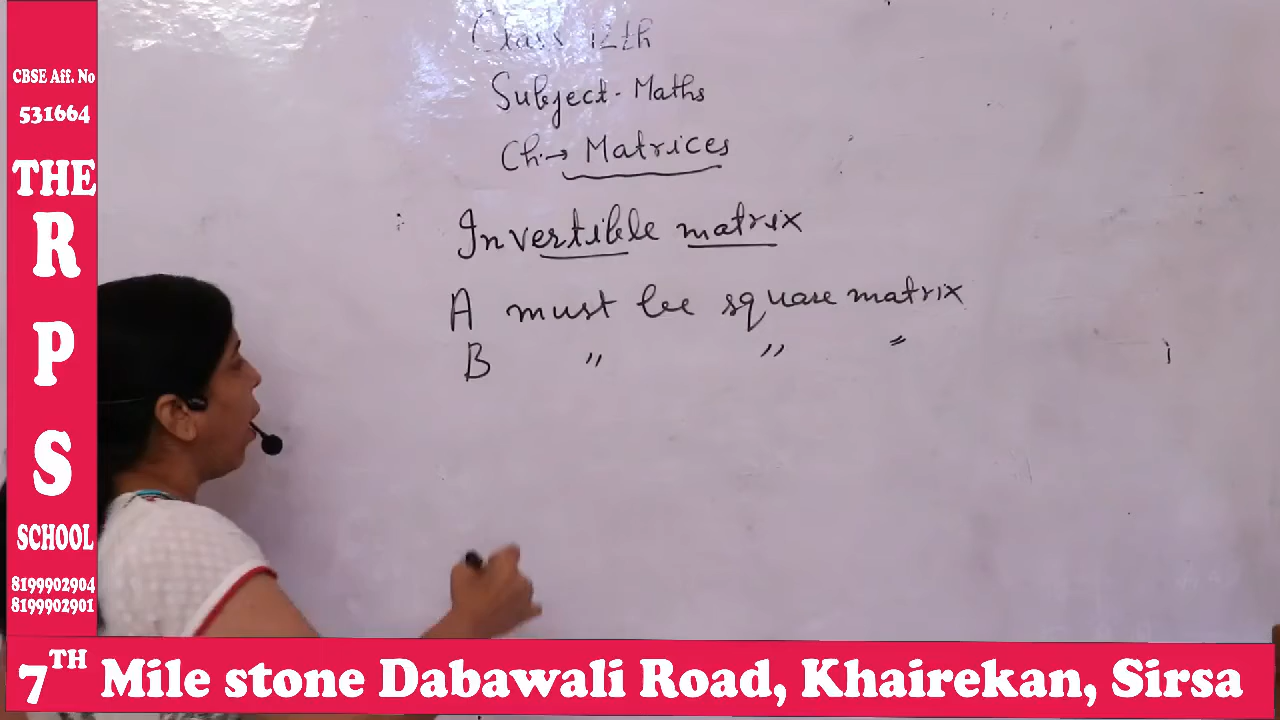 CBSE Aff. No
531664
THE
R
P
S
SCHOOL
8199902904
8199902901
Class 12th
Subject - Maths
Ch. → Matrices
Invertible matrix
A must be square matrix
B " " "
i
7TH Mile stone Dabawali Road, Khairekan, Sirsa